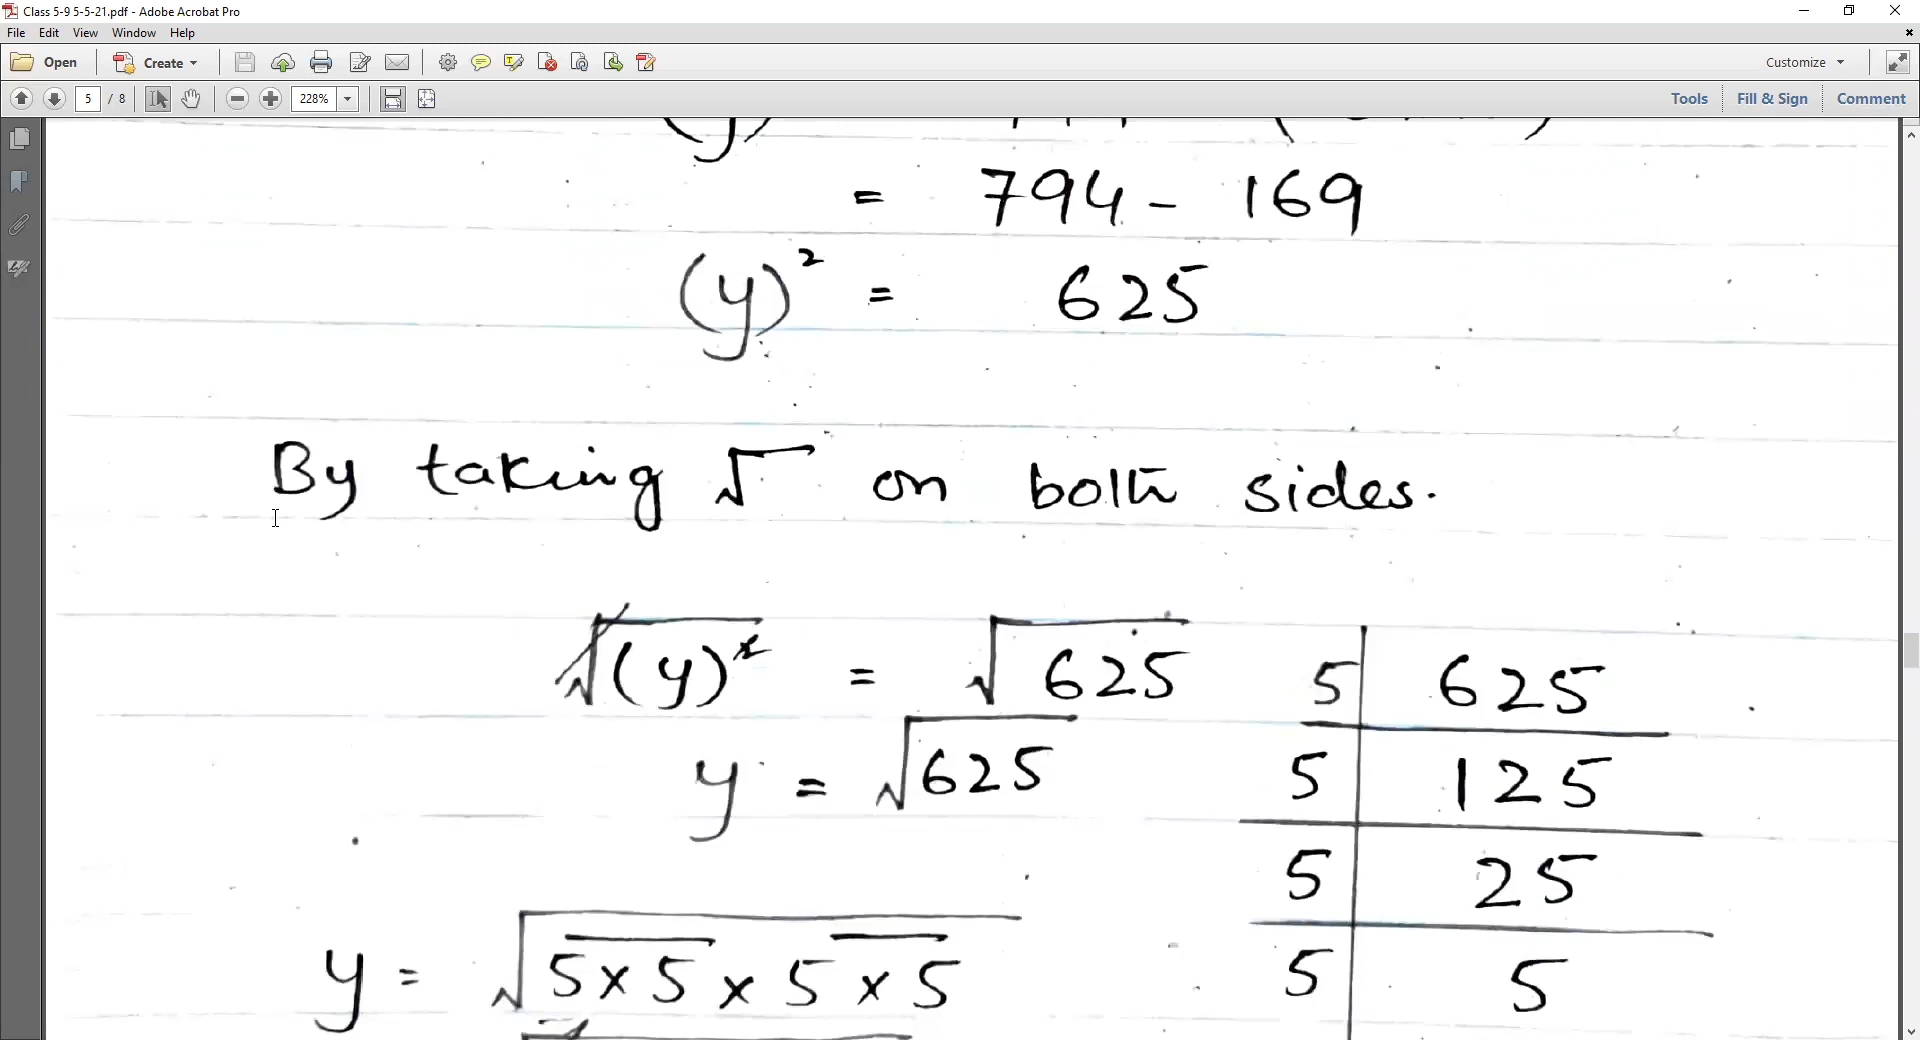 Class 5-9 5-5-21.pdf - Adobe Acrobat Pro
File Edit View Window Help
Open Create Customize
5 / 8 228% Tools Fill & Sign Comment
= 794 - 169
(y)² = 625
By taking √ on both sides.
√(y)² = √625
y = √625
y = √5×5×5×5
5 | 625
5 | 125
5 | 25
5 | 5